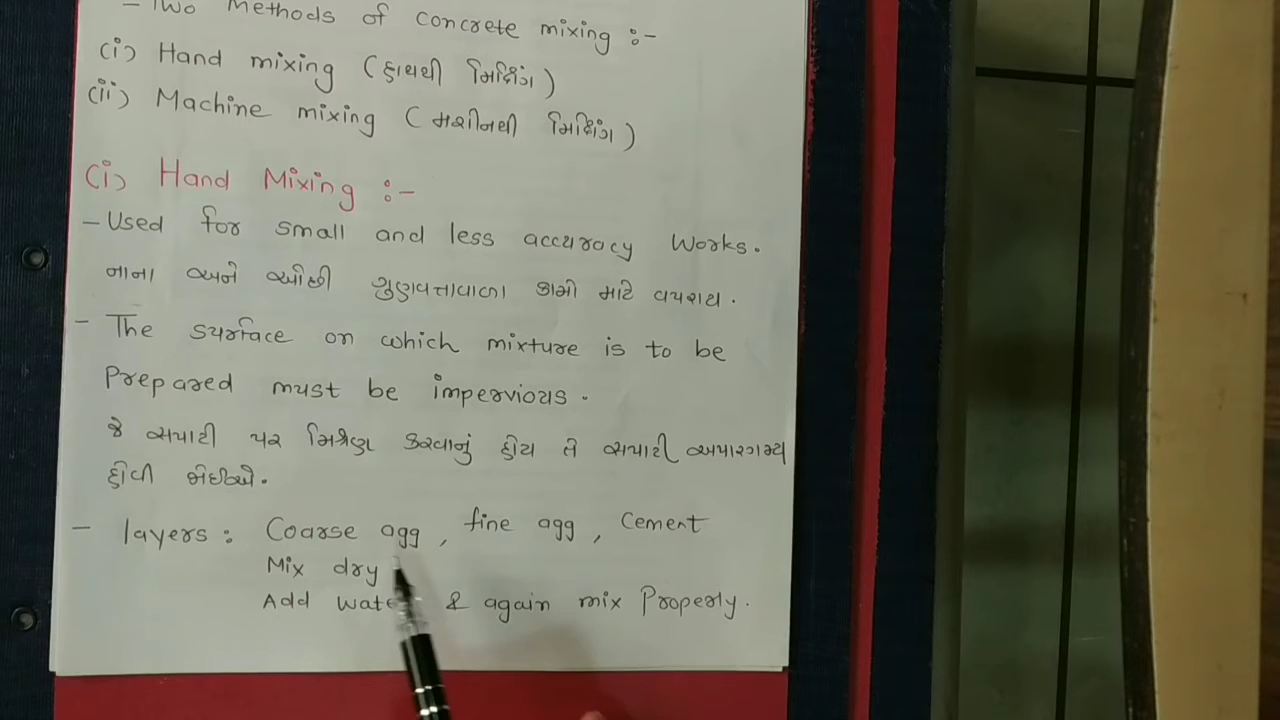 - Two Methods of concrete mixing :-
(i) Hand mixing (હાથથી મિક્ષિંગ)
(ii) Machine mixing (મશીનથી મિક્ષિંગ)
(i) Hand Mixing :-
- Used for small and less accuracy works.
નાના અને ઓછી ગુણવત્તાવાળા કામો માટે વપરાય.
- The surface on which mixture is to be
Prepared must be impervious.
જે સપાટી પર મિશ્રણ કરવાનું હોય તે સપાટી અપારગમ્ય
હોવી જોઈએ.
- layers : Coarse agg, fine agg, Cement
Mix dry
Add Water & again mix Properly.